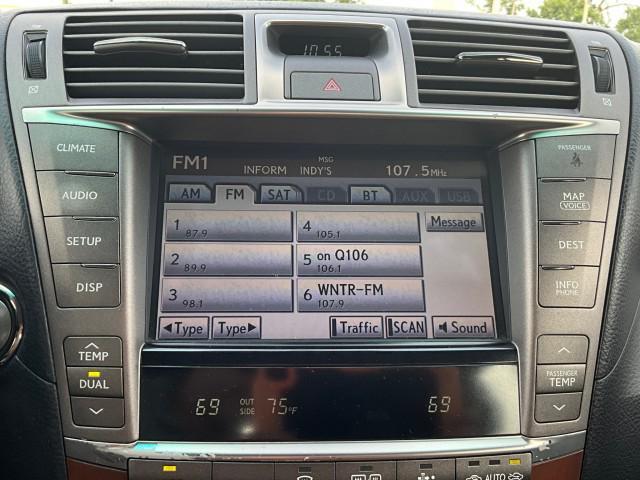 10:55
PASSENGER
CLIMATE
AUDIO
SETUP
DISP
TEMP
DUAL
FM1 INFORM MSG INDY'S 107.5MHz
AM FM SAT CD BT AUX USB
1 87.9
2 89.9
3 98.1
4 105.1
5 on Q106 106.1
6 WNTR-FM 107.9
Message
◀Type Type▶ Traffic SCAN Sound
MAP
VOICE
DEST
INFO
PHONE
PASSENGER
TEMP
69 OUT SIDE 75°F 69
AUTO